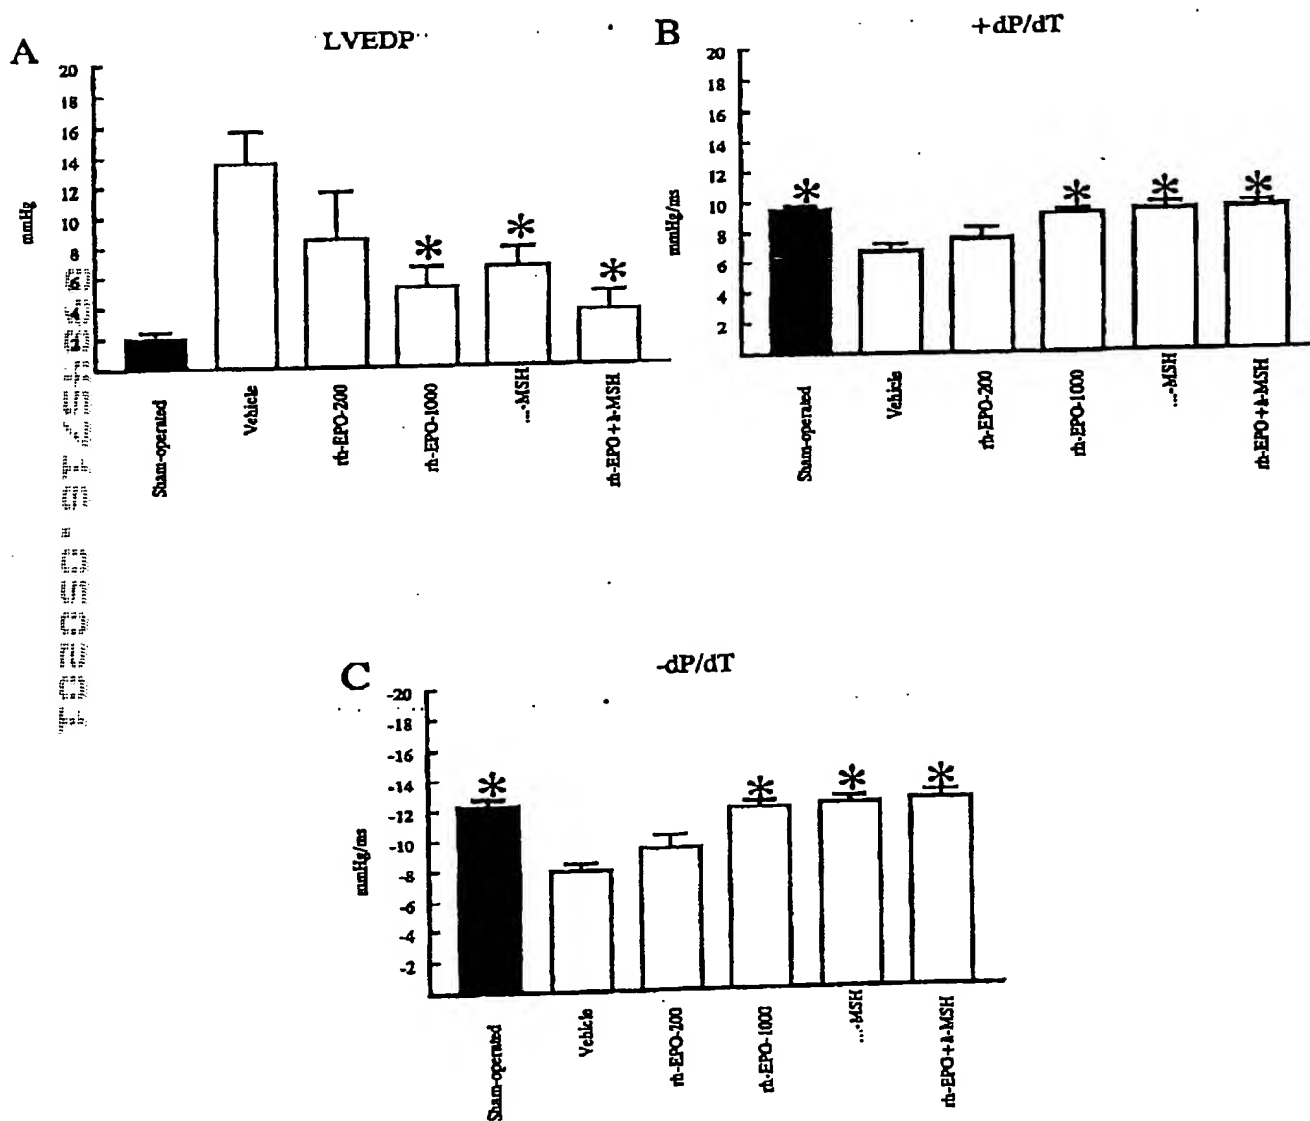 A
LVEDP
20
18
16
14
12
10
8
6
4
2
mmHg
Sham-operated
Vehicle
rh-EPO-200
rh-EPO-1000
...-MSH
rh-EPO+a-MSH
B
+dP/dT
20
18
16
14
12
10
8
6
4
2
mmHg/ms
Sham-operated
Vehicle
rh-EPO-200
rh-EPO-1000
...-MSH
rh-EPO+a-MSH
C
-dP/dT
-20
-18
-16
-14
-12
-10
-8
-6
-4
-2
mmHg/ms
Sham-operated
Vehicle
rh-EPO-200
rh-EPO-1000
...-MSH
rh-EPO+a-MSH